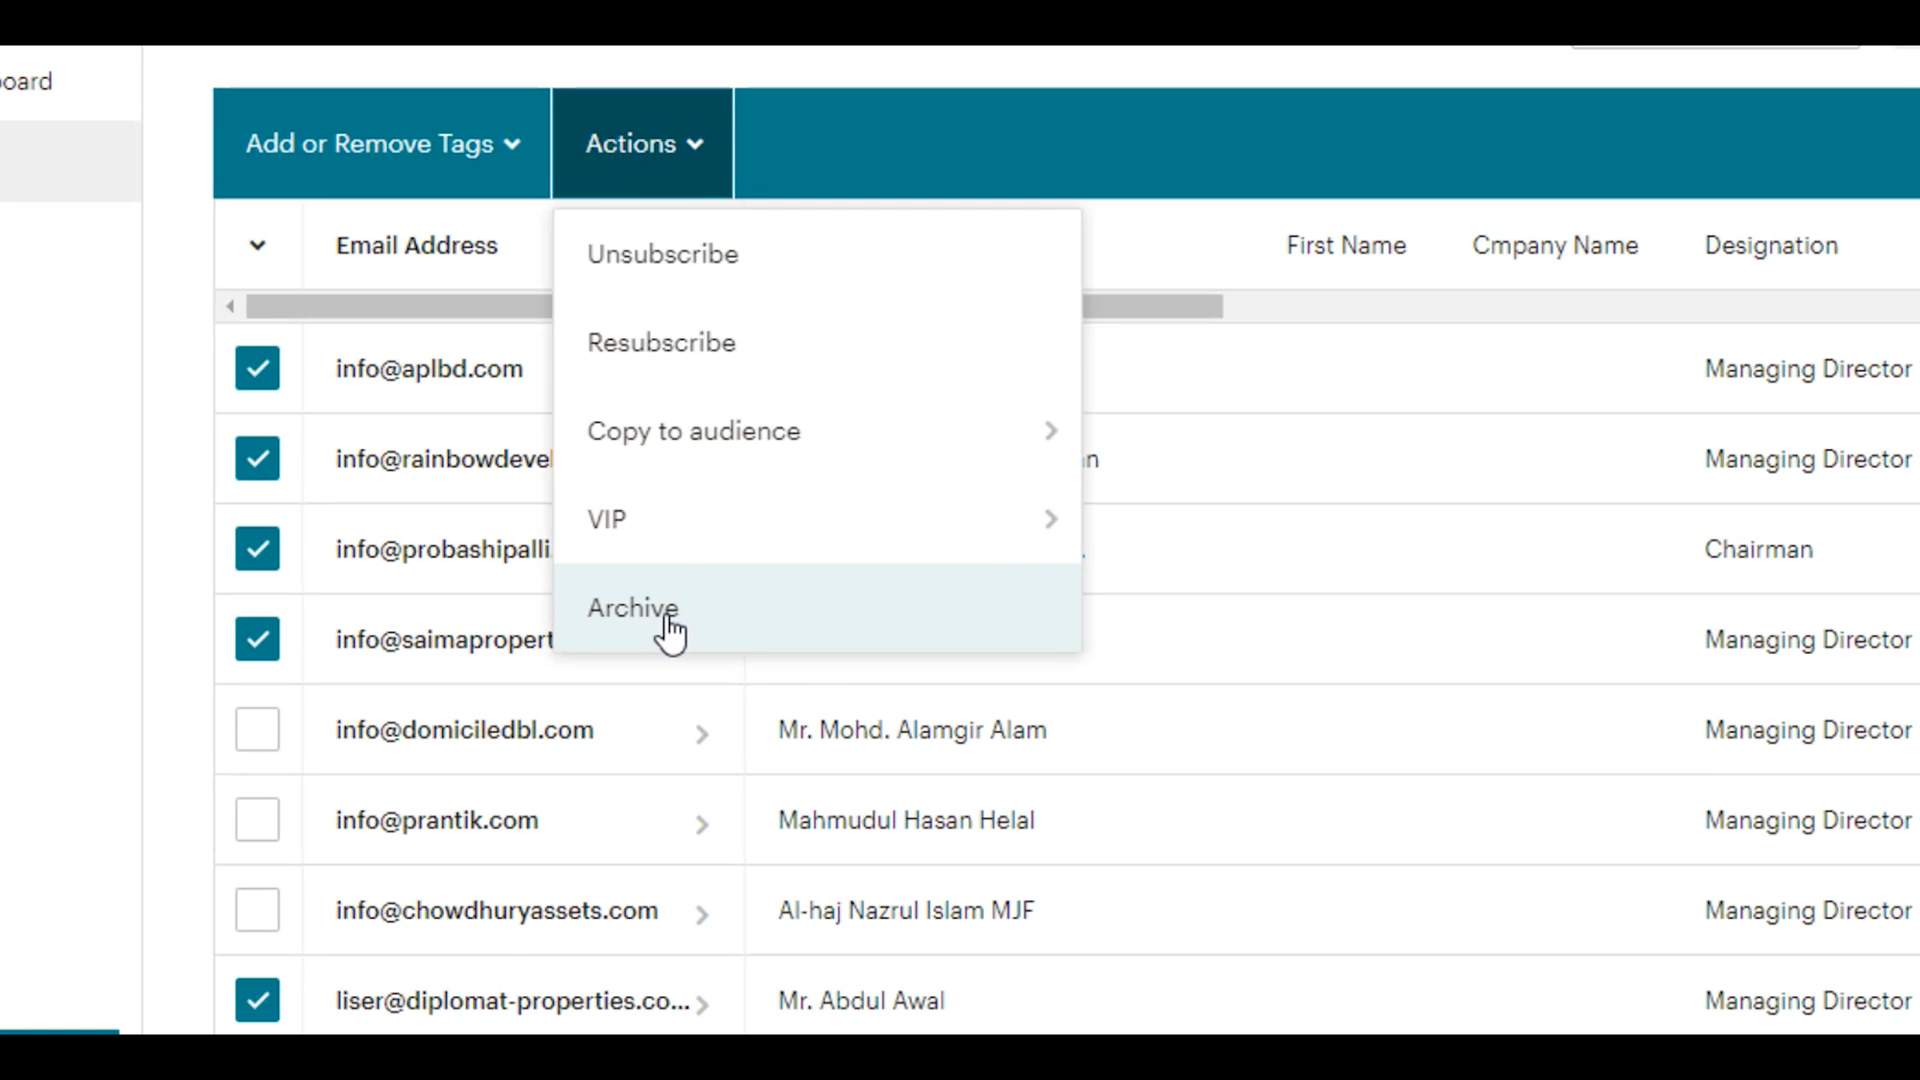 board
Add or Remove Tags
Actions
Email Address
First Name
Cmpany Name
Designation
Unsubscribe
Resubscribe
Copy to audience
VIP
Archive
info@aplbd.com
Managing Director
info@rainbowdevel
an
Managing Director
info@probashipalli.
Chairman
info@saimapropert
Managing Director
info@domiciledbl.com
Mr. Mohd. Alamgir Alam
Managing Director
info@prantik.com
Mahmudul Hasan Helal
Managing Director
info@chowdhuryassets.com
Al-haj Nazrul Islam MJF
Managing Director
liser@diplomat-properties.co...
Mr. Abdul Awal
Managing Director